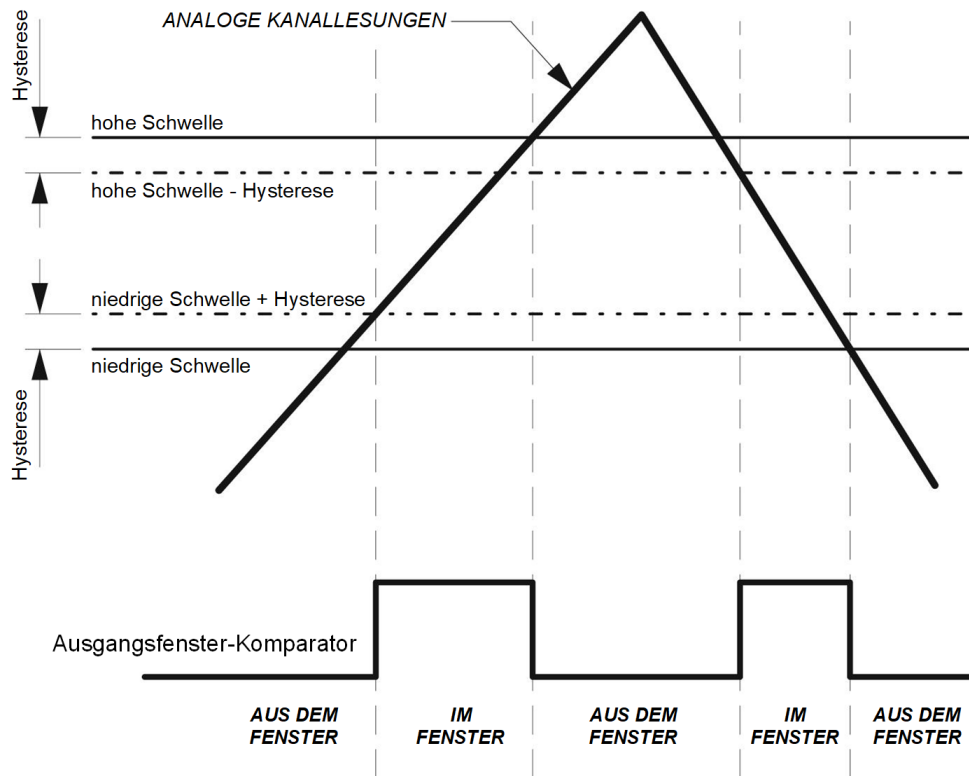 ANALOGE KANALLESUNGEN
Hysterese
hohe Schwelle
hohe Schwelle - Hysterese
niedrige Schwelle + Hysterese
niedrige Schwelle
Hysterese
Ausgangsfenster-Komparator
AUS DEM
FENSTER
IM
FENSTER
AUS DEM
FENSTER
IM
FENSTER
AUS DEM
FENSTER